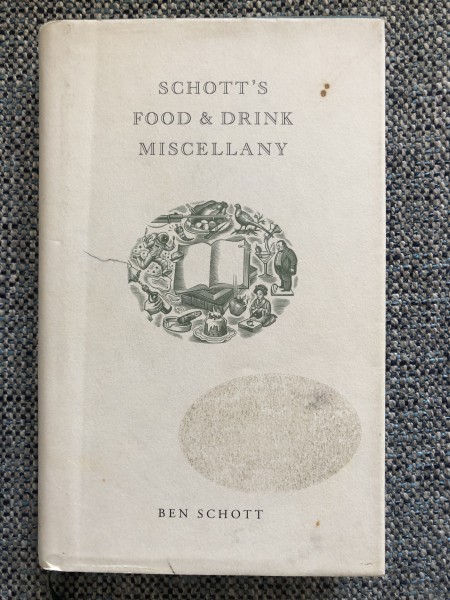 SCHOTT'S
FOOD & DRINK
MISCELLANY
BEN SCHOTT